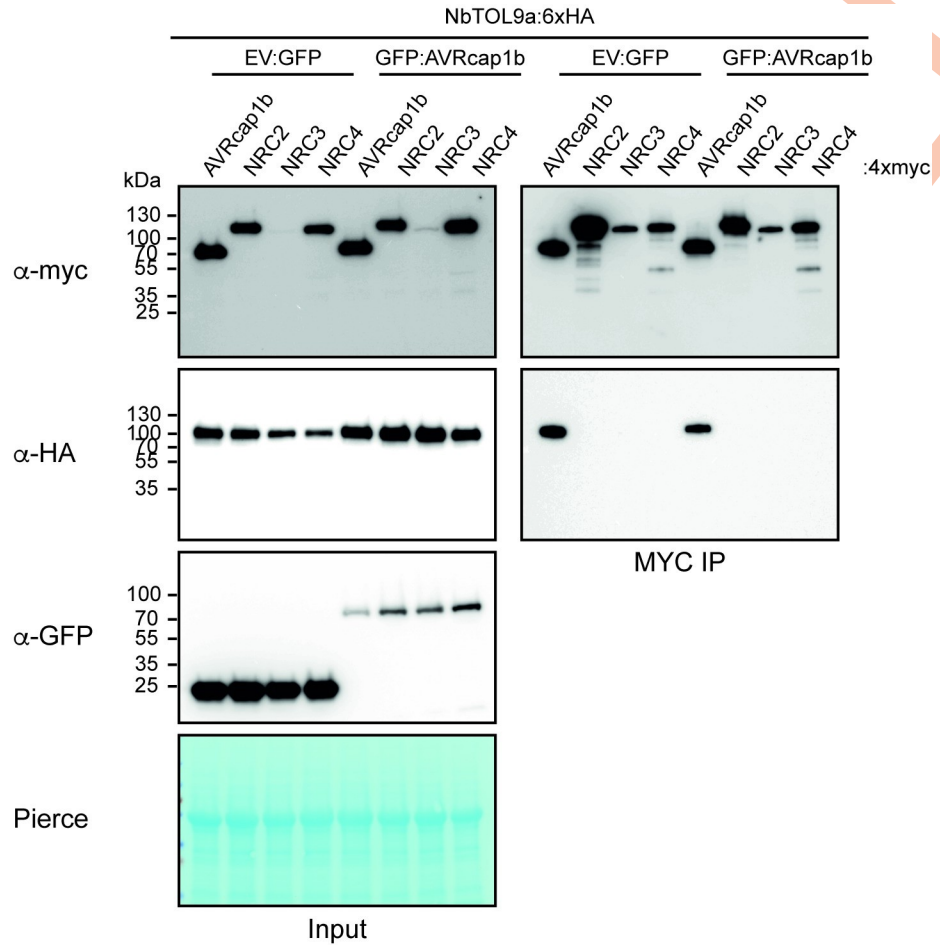 NbTOL9a:6xHA
EV:GFP GFP:AVRcap1b EV:GFP GFP:AVRcap1b
AVRcap1b NRC2 NRC3 NRC4 AVRcap1b NRC2 NRC3 NRC4 AVRcap1b NRC2 NRC3 NRC4 AVRcap1b NRC2 NRC3 NRC4 :4xmyc
kDa
130
100
70
α-myc
55
35
25
130
100
70
α-HA
55
35
MYC IP
100
70
α-GFP
55
35
25
Pierce
Input